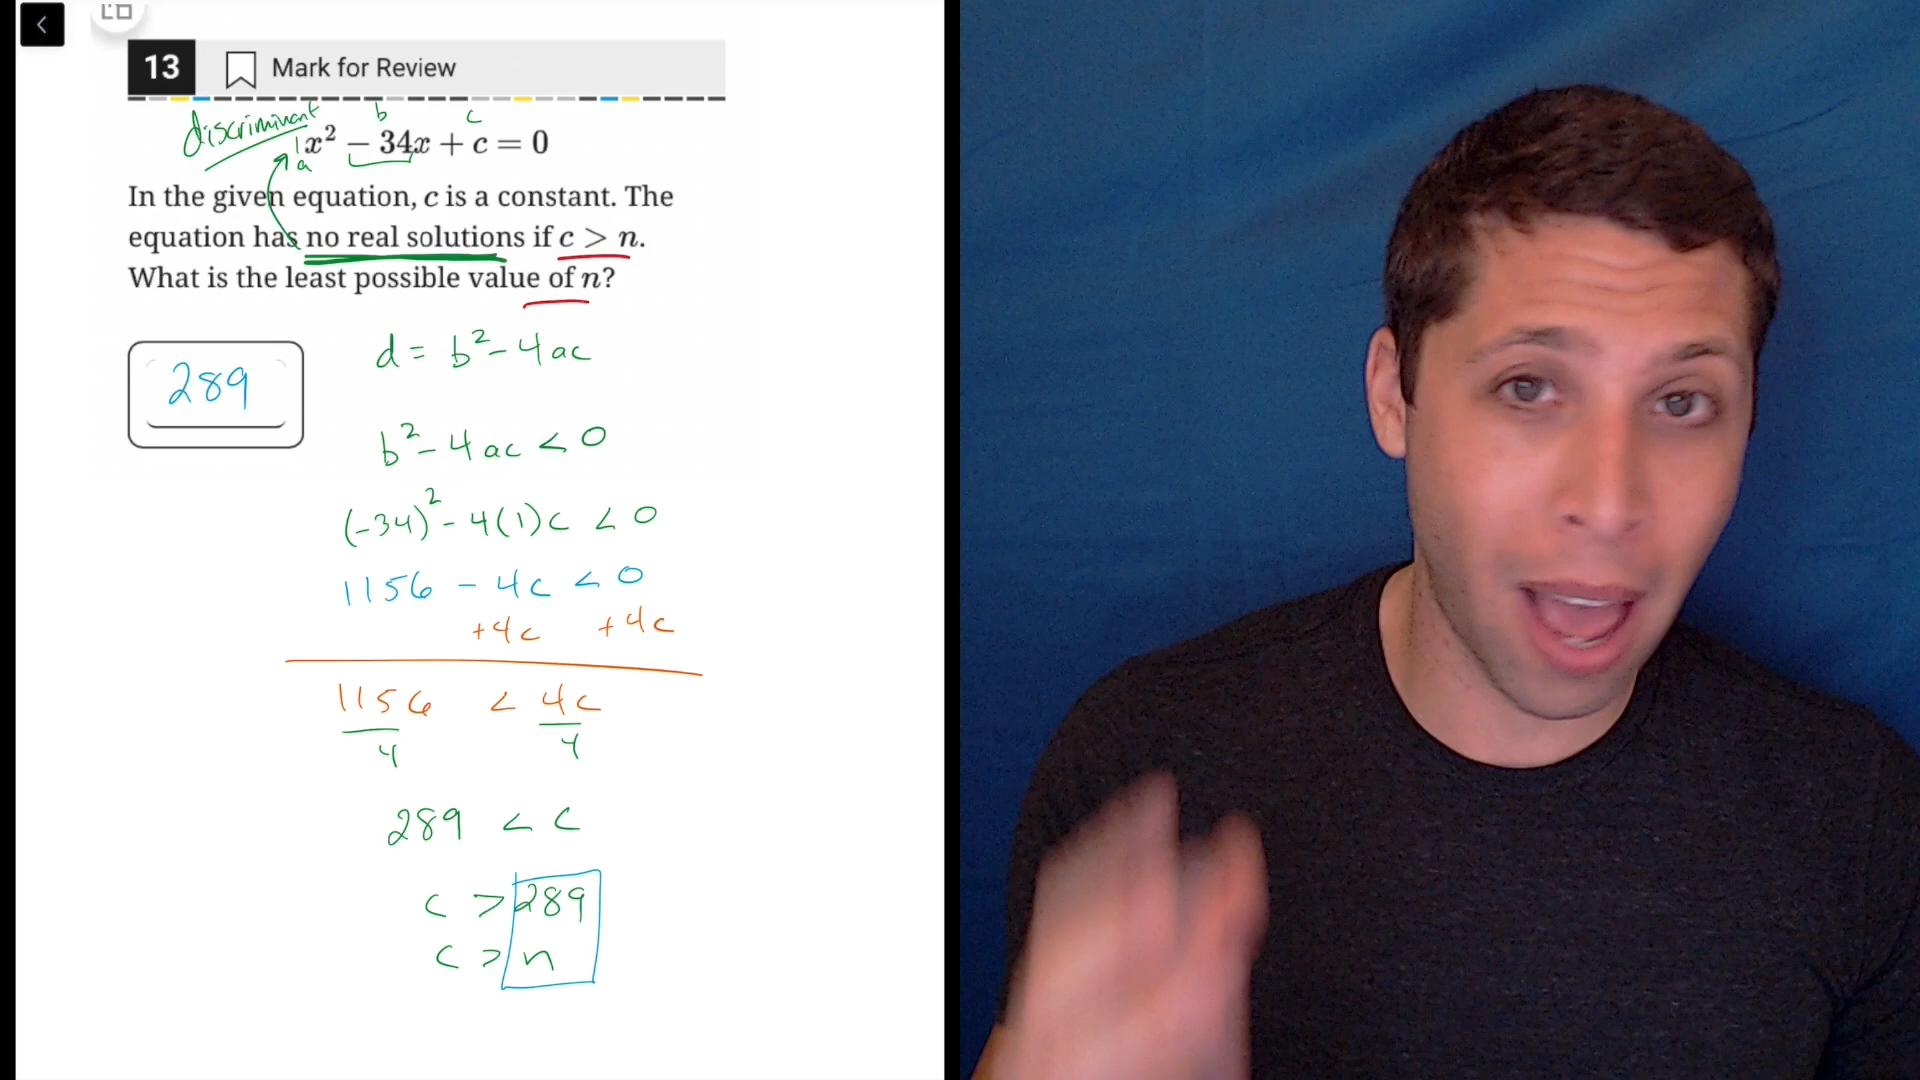 13 Mark for Review
discriminant b c
1x² − 34x + c = 0
a
In the given equation, c is a constant. The
equation has no real solutions if c > n.
What is the least possible value of n?
289
d = b² - 4ac
b² - 4ac < 0
(-34)² - 4(1)c < 0
1156 - 4c < 0
+4c +4c
1156 < 4c
4 4
289 < c
c > 289
c > n